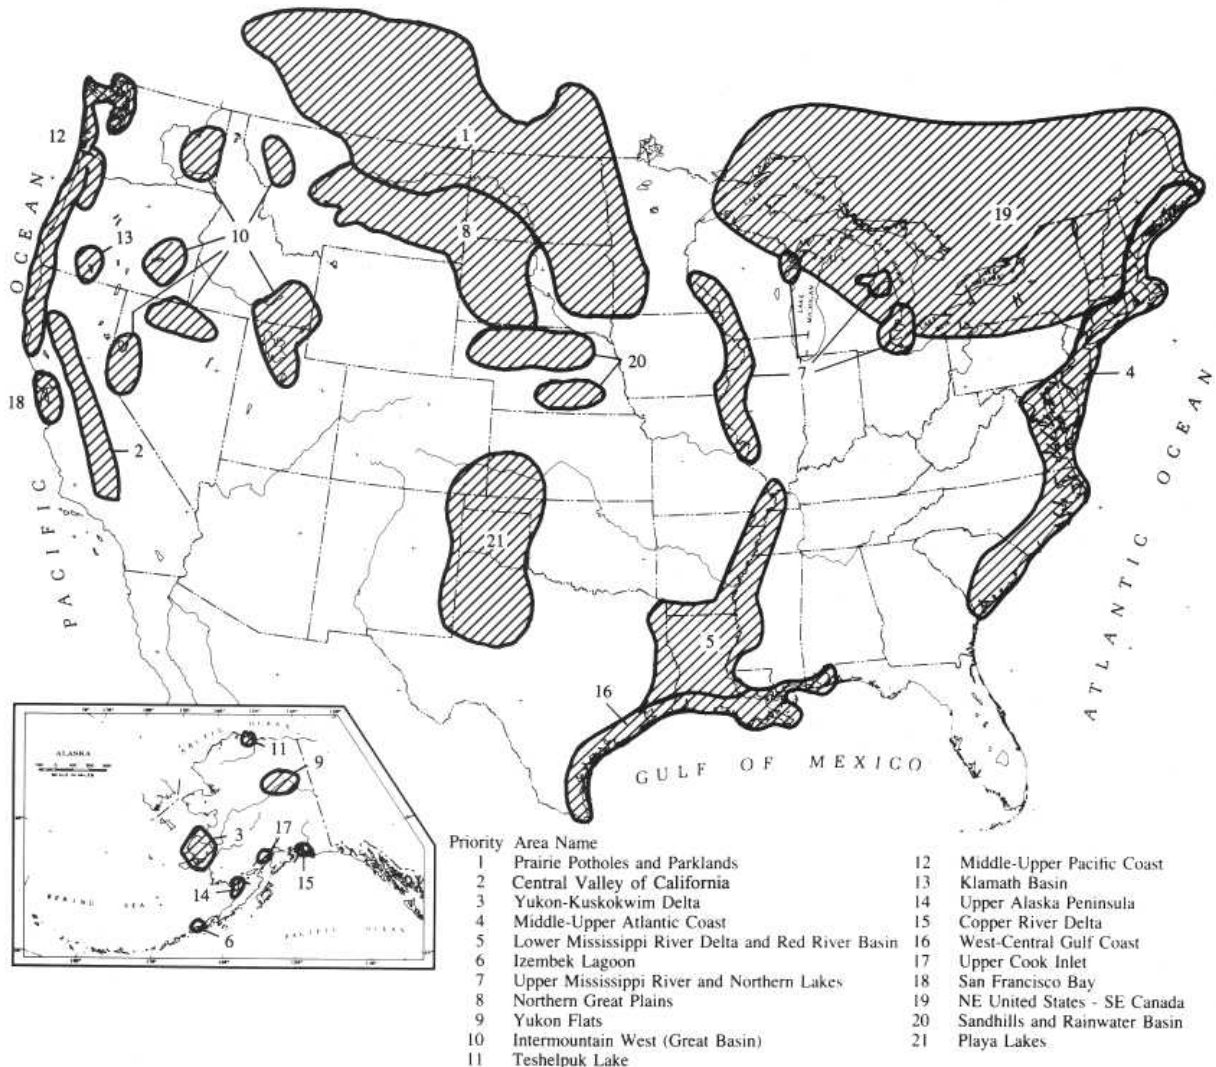 1
12
19
8
13
10
OCEAN
LAKE MICHIGAN
20
7
4
18
2
21
5
16
PACIFIC
ATLANTIC OCEAN
GULF OF MEXICO
ALASKA
ARCTIC OCEAN
11
9
3
17
14
15
6
BERING SEA
PACIFIC OCEAN
Priority Area Name
1 Prairie Potholes and Parklands
2 Central Valley of California
3 Yukon-Kuskokwim Delta
4 Middle-Upper Atlantic Coast
5 Lower Mississippi River Delta and Red River Basin
6 Izembek Lagoon
7 Upper Mississippi River and Northern Lakes
8 Northern Great Plains
9 Yukon Flats
10 Intermountain West (Great Basin)
11 Teshelpuk Lake
12 Middle-Upper Pacific Coast
13 Klamath Basin
14 Upper Alaska Peninsula
15 Copper River Delta
16 West-Central Gulf Coast
17 Upper Cook Inlet
18 San Francisco Bay
19 NE United States - SE Canada
20 Sandhills and Rainwater Basin
21 Playa Lakes